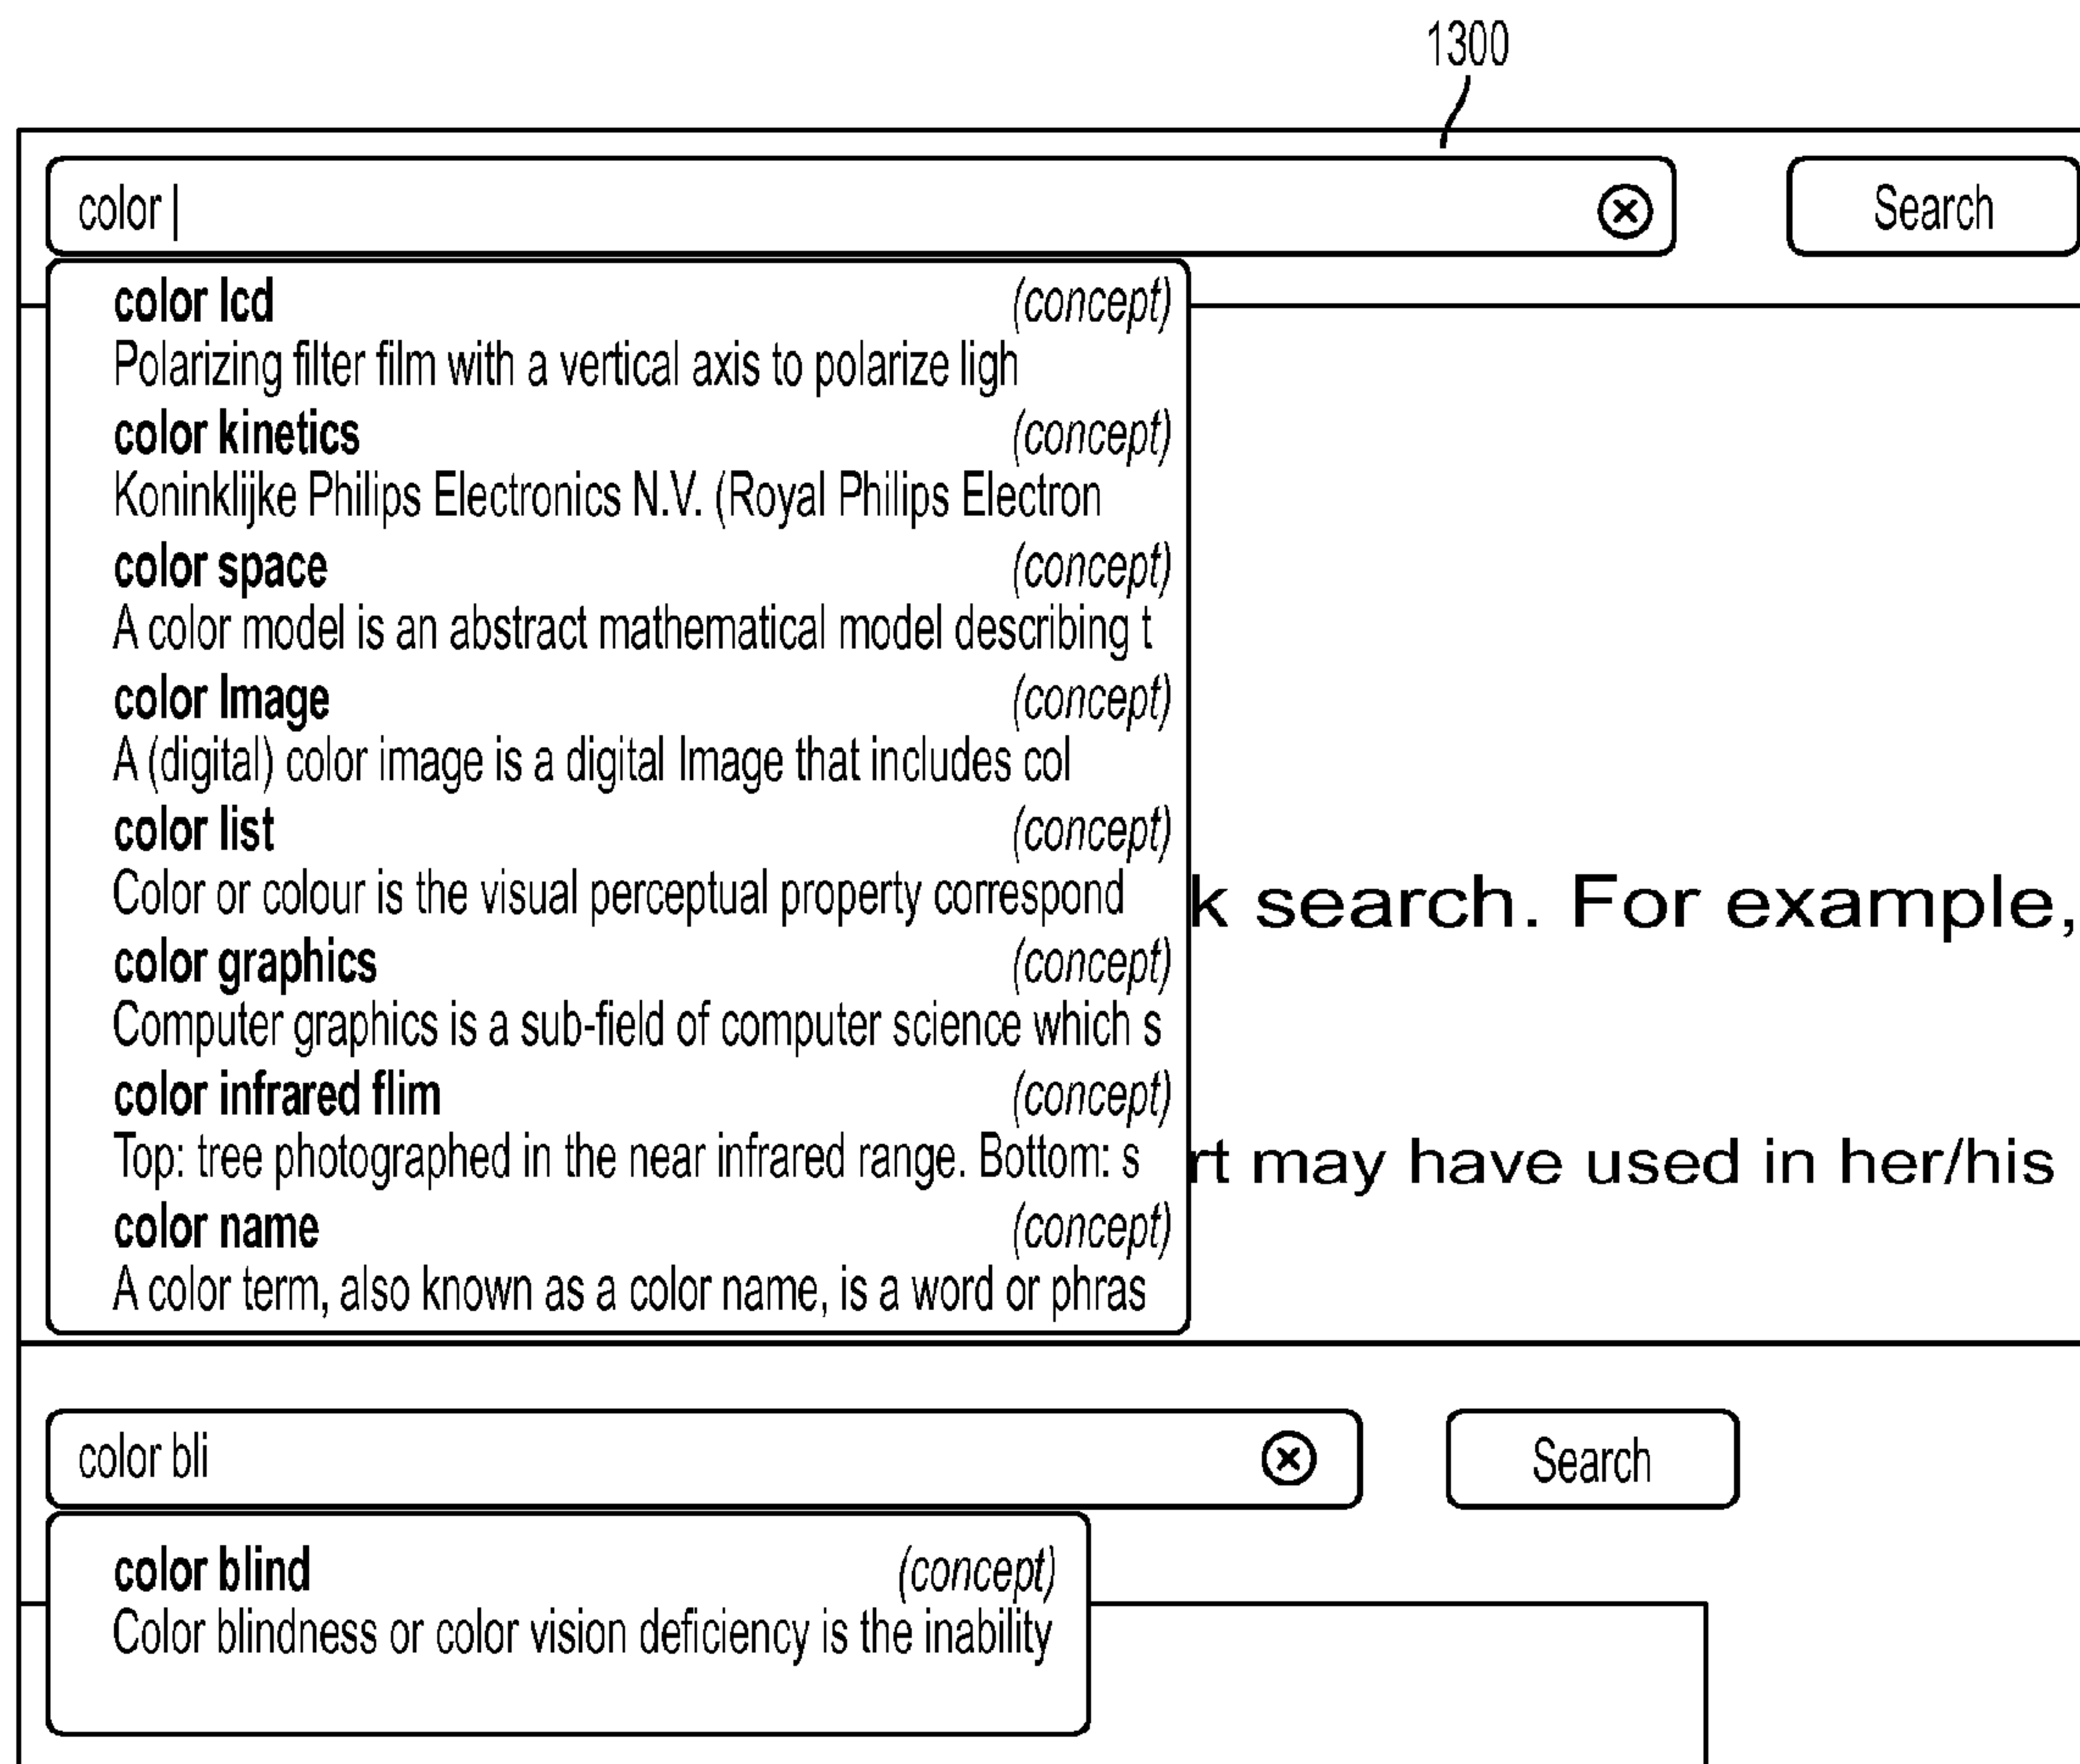 1300
color
Search
color lcd (concept)
Polarizing filter film with a vertical axis to polarize ligh
color kinetics (concept)
Koninklijke Philips Electronics N.V. (Royal Philips Electron
color space (concept)
A color model is an abstract mathematical model describing t
color Image (concept)
A (digital) color image is a digital Image that includes col
color list (concept)
Color or colour is the visual perceptual property correspond
k search. For example,
color graphics (concept)
Computer graphics is a sub-field of computer science which s
color infrared flim (concept)
Top: tree photographed in the near infrared range. Bottom: s
rt may have used in her/his
color name (concept)
A color term, also known as a color name, is a word or phras
color bli
Search
color blind (concept)
Color blindness or color vision deficiency is the inability